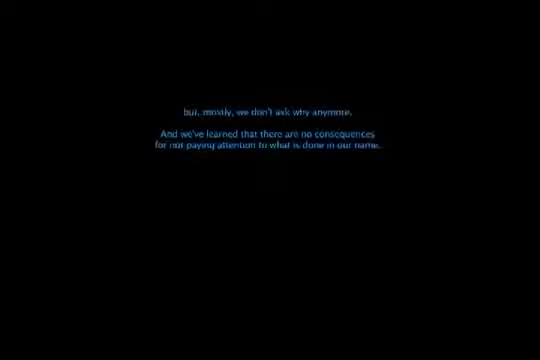 but, mostly, we don't ask why anymore.
And we've learned that there are no consequences
for not paying attention to what is done in our name.